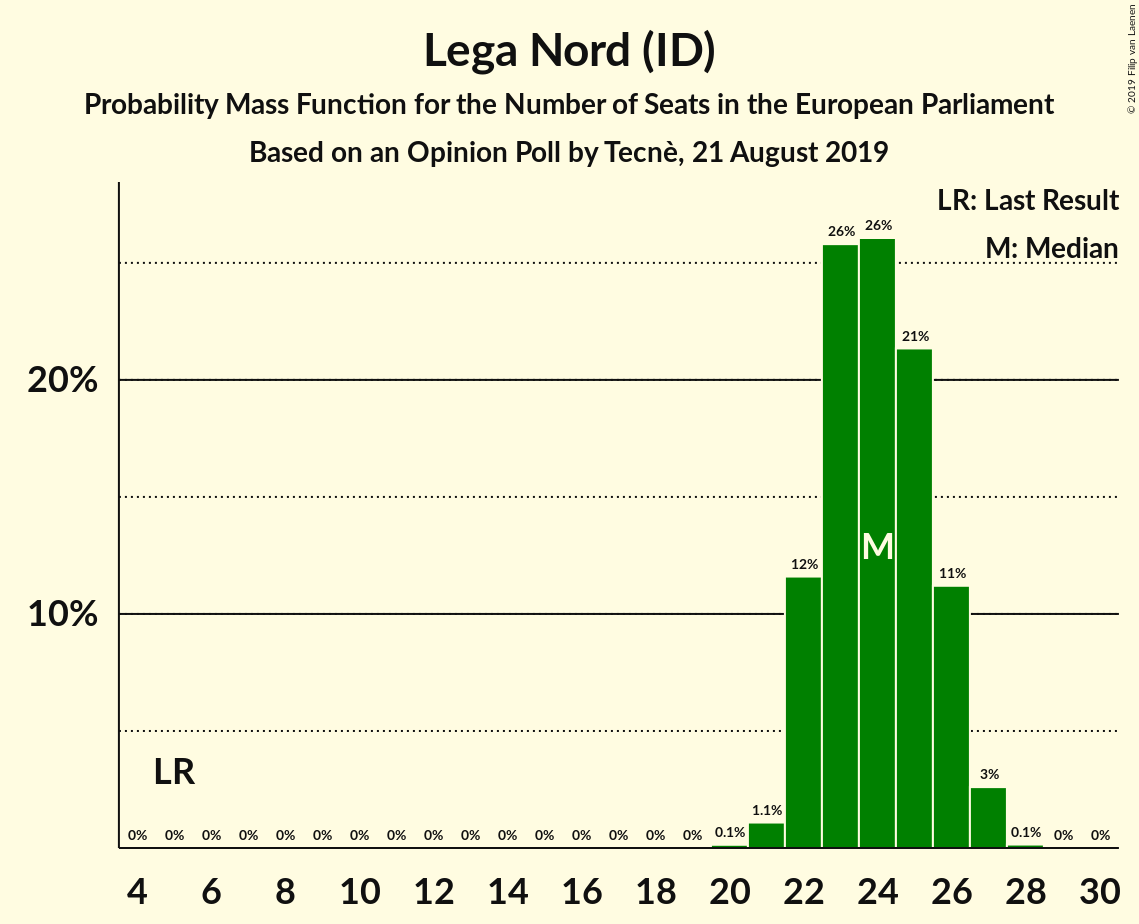 Lega Nord (ID)
Probability Mass Function for the Number of Seats in the European Parliament
Based on an Opinion Poll by Tecnè, 21 August 2019
© 2019 Filip van Laenen
LR: Last Result
M: Median
26% 26%
21%
20%
M
12% 11%
10%
LR
3%
1.1%
0% 0% 0% 0% 0% 0% 0% 0% 0% 0% 0% 0% 0% 0% 0% 0% 0.1% 0.1% 0% 0%
4 6 8 10 12 14 16 18 20 22 24 26 28 30